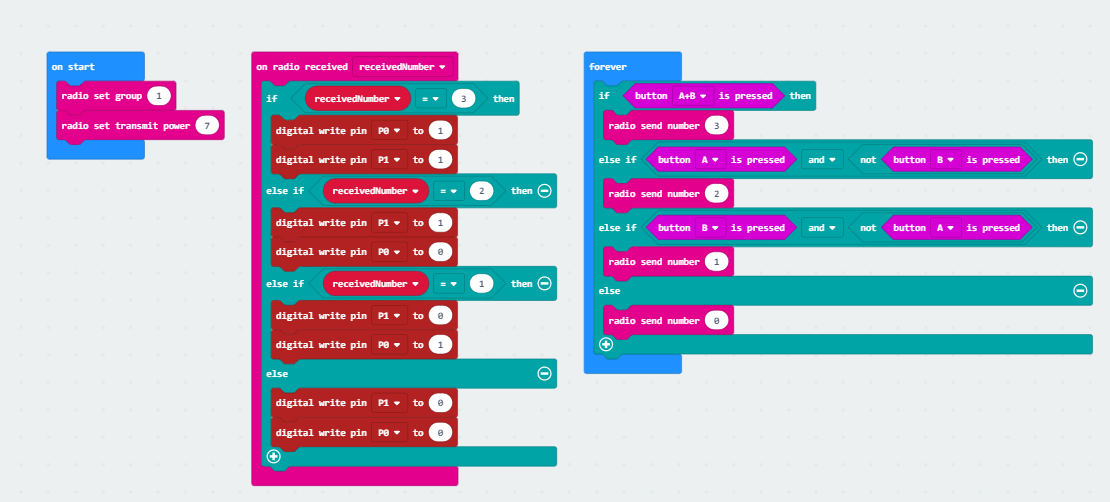 on start
radio set group 1
radio set transmit power 7
on radio received receivedNumber
if receivedNumber = 3 then
digital write pin P0 to 1
digital write pin P1 to 1
else if receivedNumber = 2 then
digital write pin P1 to 1
digital write pin P0 to 0
else if receivedNumber = 1 then
digital write pin P1 to 0
digital write pin P0 to 1
else
digital write pin P1 to 0
digital write pin P0 to 0
forever
if button A+B is pressed then
radio send number 3
else if button A is pressed and not button B is pressed then
radio send number 2
else if button B is pressed and not button A is pressed then
radio send number 1
else
radio send number 0